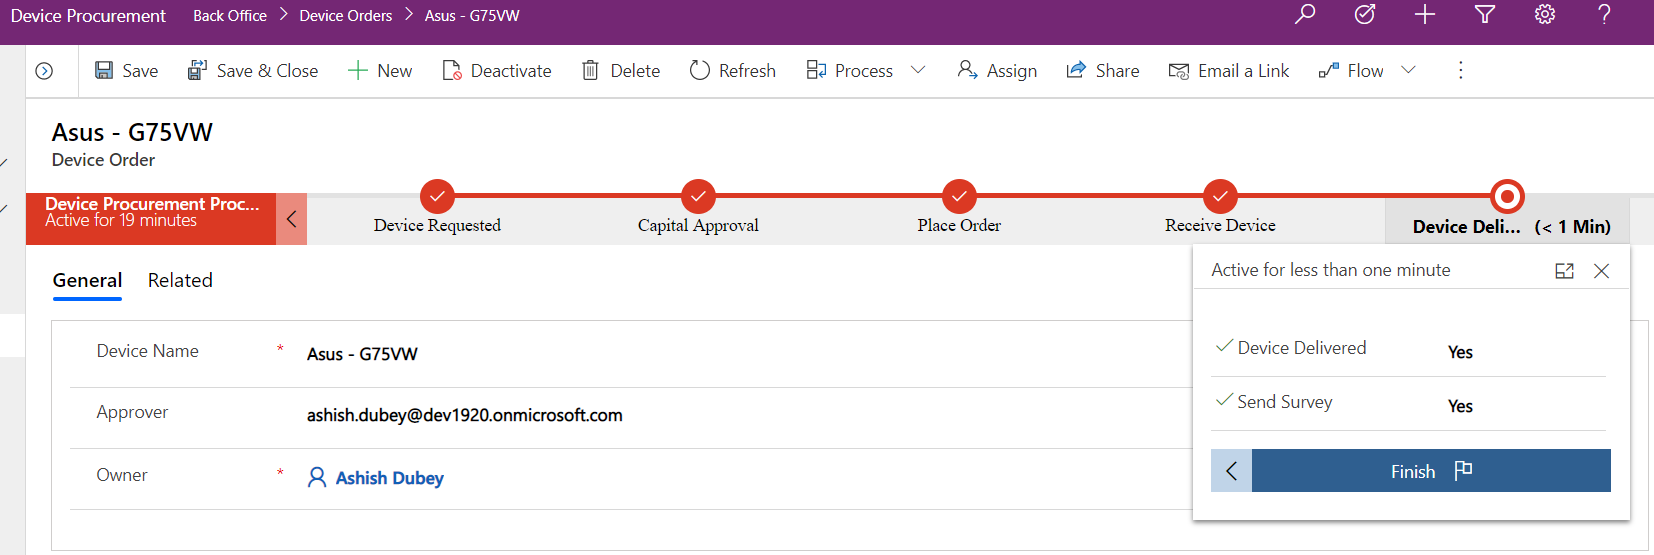 Device Procurement Back Office > Device Orders > Asus - G75VW
Save Save & Close New Deactivate Delete Refresh Process Assign Share Email a Link Flow
Asus - G75VW
Device Order
Device Procurement Proc...
Active for 19 minutes
Device Requested Capital Approval Place Order Receive Device Device Deli... (< 1 Min)
General Related
Active for less than one minute
Device Name * Asus - G75VW
Approver ashish.dubey@dev1920.onmicrosoft.com
Owner * Ashish Dubey
Device Delivered Yes
Send Survey Yes
Finish